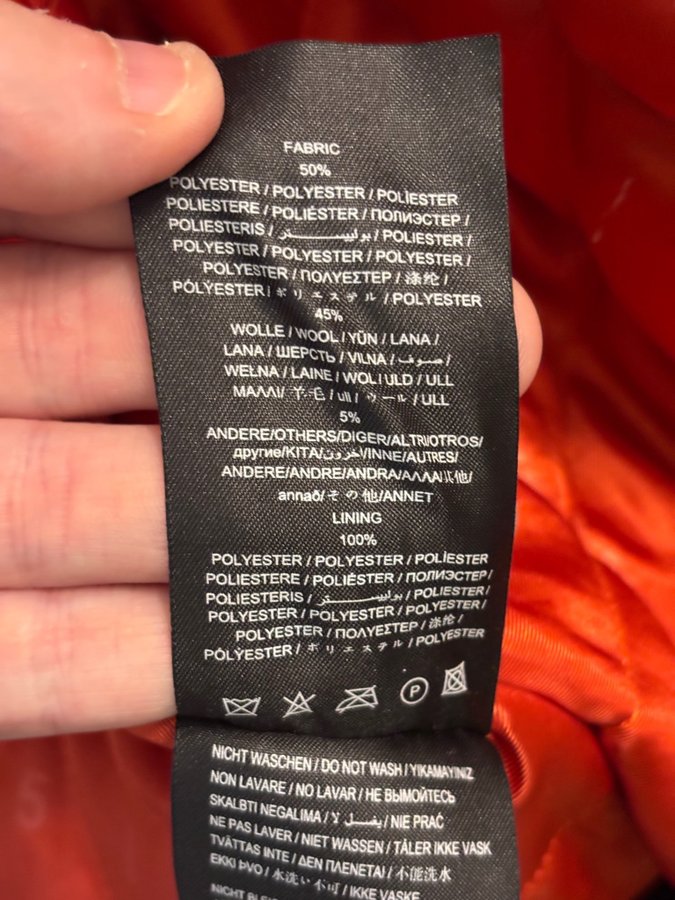 FABRIC
50%
POLYESTER / POLYESTER / POLİESTER
POLIESTERE / POLIÉSTER / ПОЛИЭСТЕР /
POLIESTERIS / بوليستر / POLIESTER /
POLYESTER / POLYESTER / POLYESTER /
POLYESTER / ΠΟΛΥΕΣΤΕΡ / 涤纶 /
PÓLÝESTER / ポリエステル / POLYESTER
45%
WOLLE / WOOL / YÜN / LANA /
LANA / ШЕРСТЬ / VILNA / صوف /
WEŁNA / LAINE / WOL / ULD / ULL
ΜΑΛΛΙ/ 羊毛 / ull / ウール / ULL
5%
ANDERE/OTHERS/DIGER/ALTRI/OTROS/
другие/KITA/آخرون/INNE/AUTRES/
ANDERE/ANDRE/ANDRA/ΑΛΛΑ/其他/
annað/その他/ANNET
LINING
100%
POLYESTER / POLYESTER / POLİESTER
POLIESTERE / POLIÉSTER / ПОЛИЭСТЕР/
POLIESTERIS / بوليستر / POLIESTER/
POLYESTER / POLYESTER / POLYESTER /
POLYESTER / ΠΟΛΥΕΣΤΕΡ / 涤纶/
PÓLÝESTER / ポリエステル / POLYESTER
P
NICHT WASCHEN / DO NOT WASH / YIKAMAYINIZ
NON LAVARE / NO LAVAR / НЕ ВЫМОЙТЕСЬ
SKALBTI NEGALIMA / لا يغسل / NIE PRAĆ
NE PAS LAVER / NIET WASSEN / TÅLER IKKE VASK
TVÄTTAS INTE / ΔΕΝ ΠΛΕΝΕΤΑΙ / 不能洗水
EKKI ÞVO / 水洗い不可 / IKKE VASKE